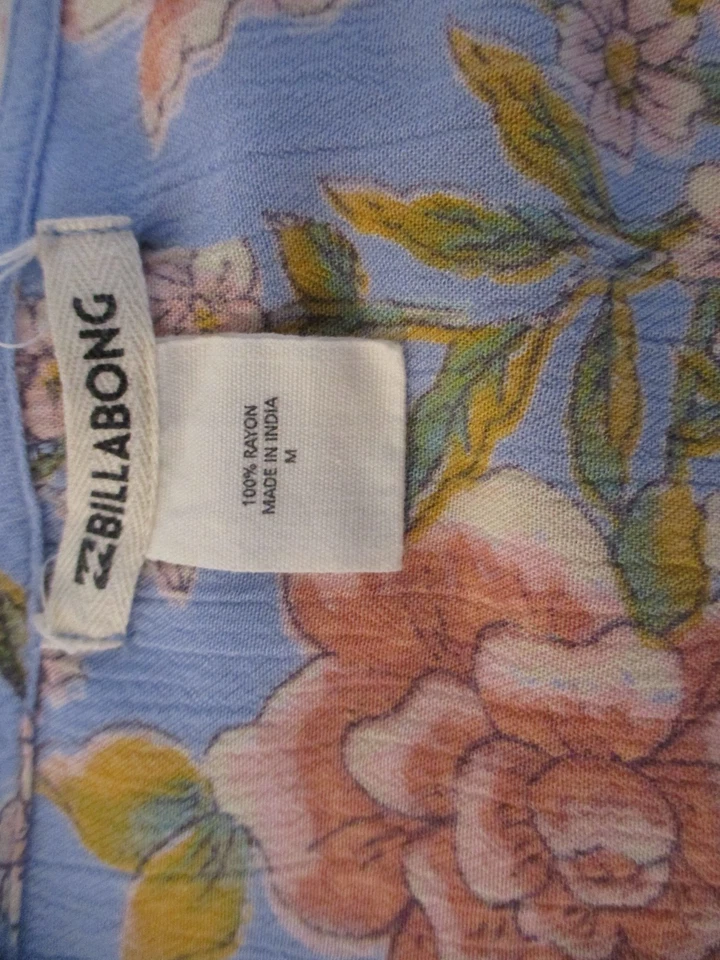 BILLABONG
100% RAYON
MADE IN INDIA
M